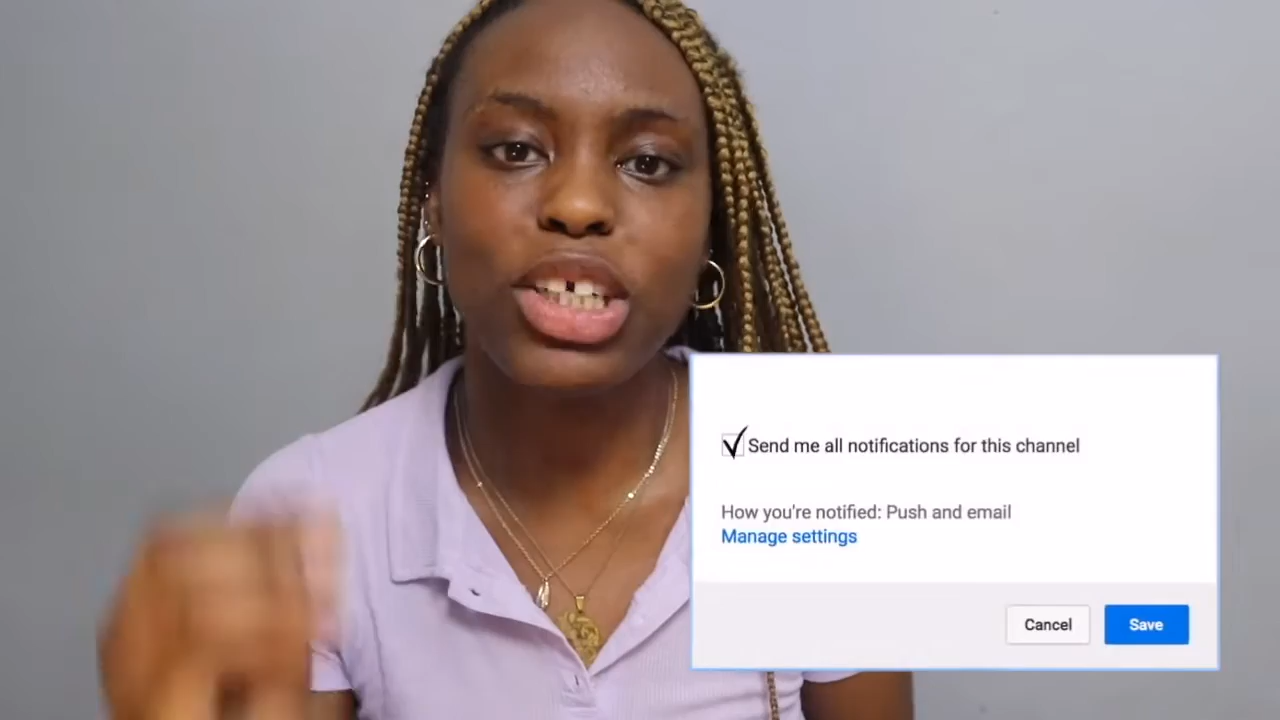 Send me all notifications for this channel
How you're notified: Push and email
Manage settings
Cancel
Save